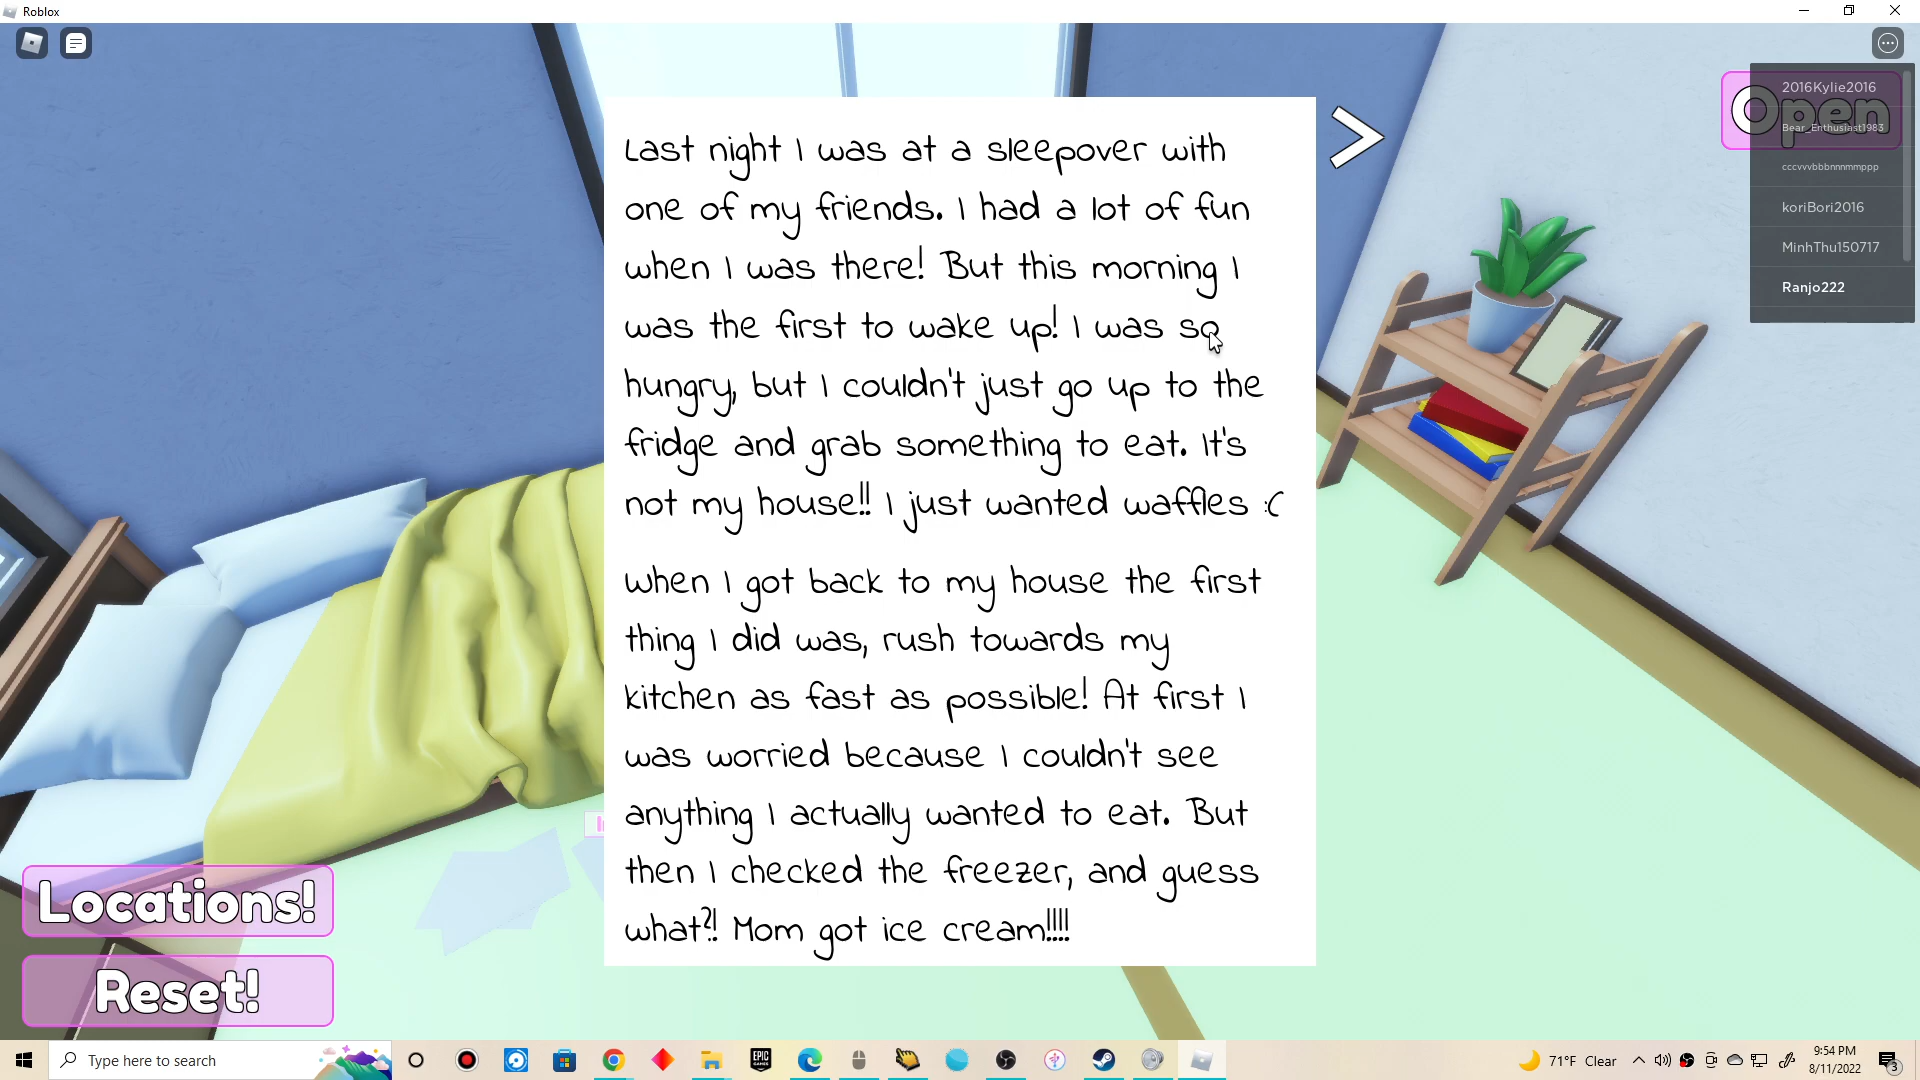 Roblox
2016Kylie2016
Open
Bear_Enthusiast1983
cccvvvbbbnnnmmppp
koriBori2016
MinhThu150717
Ranjo222
Last night I was at a sleepover with
one of my friends. I had a lot of fun
when I was there! But this morning I
was the first to wake up! I was so
hungry, but I couldn't just go up to the
fridge and grab something to eat. It's
not my house!! I just wanted waffles :(
When I got back to my house the first
thing I did was, rush towards my
kitchen as fast as possible! At first I
was worried because I couldn't see
anything I actually wanted to eat. But
then I checked the freezer, and guess
what?! Mom got ice cream!!!!
Locations!
Reset!
Type here to search
EPIC
GAMES
71°F Clear
9:54 PM
8/11/2022
3